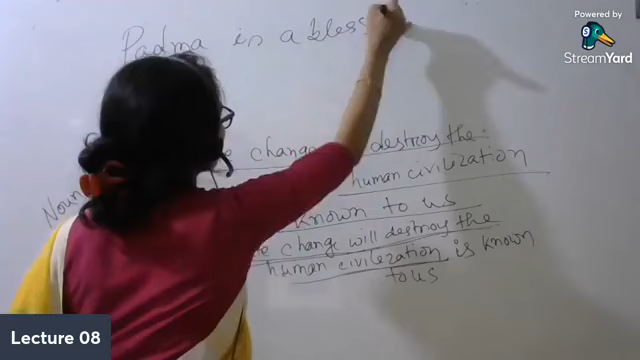 Powered by
StreamYard
Padma is a bless
change destroy the
human civilization
Noun known to us
change will destroy the
human civilization is known
to us
Lecture 08